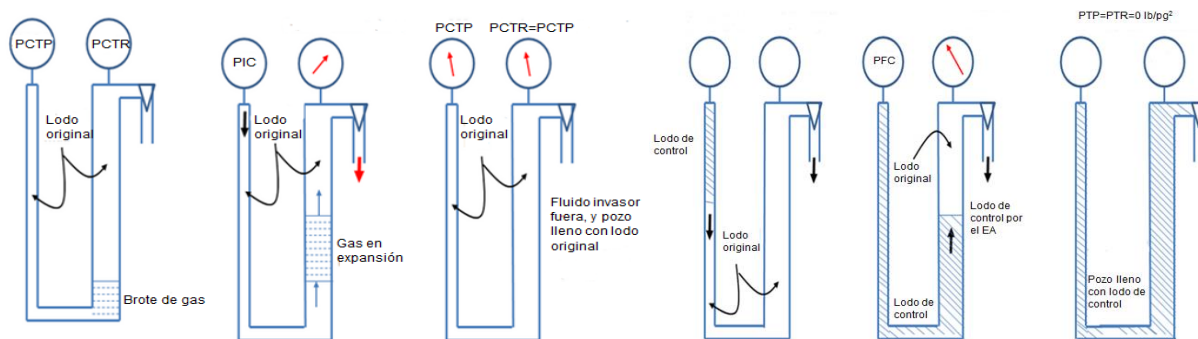 PCTP
PCTR
Lodo
original
Brote de gas
PIC
Lodo
original
Gas en
expansión
PCTP
PCTR=PCTP
Lodo
original
Fluido invasor
fuera, y pozo
lleno con lodo
original
Lodo de
control
Lodo
original
PFC
Lodo
original
Lodo de
control por
el EA
Lodo de
control
PTP=PTR=0 lb/pg²
Pozo lleno
con lodo de
control